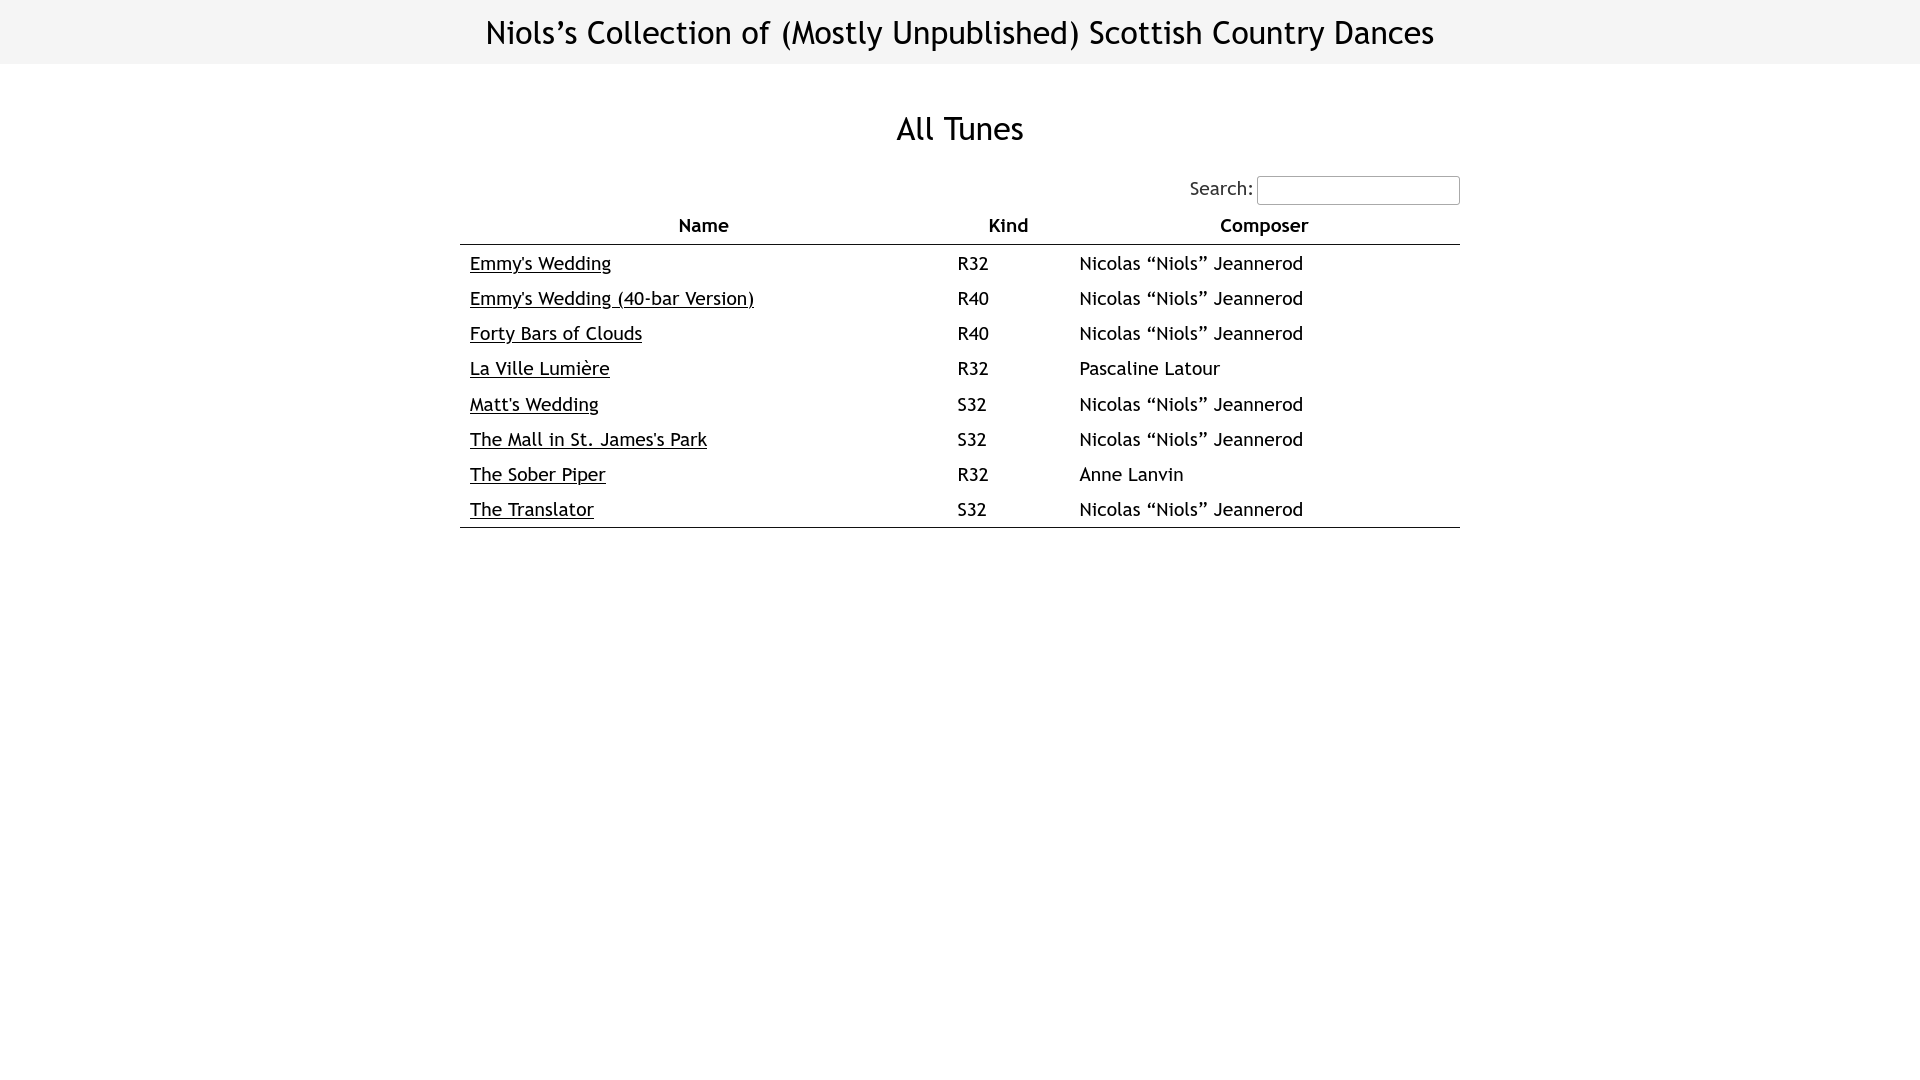 Niols’s Collection of (Mostly Unpublished) Scottish Country Dances
All Tunes
Search:
Name Kind Composer
Emmy's Wedding R32 Nicolas “Niols” Jeannerod
Emmy's Wedding (40-bar Version) R40 Nicolas “Niols” Jeannerod
Forty Bars of Clouds R40 Nicolas “Niols” Jeannerod
La Ville Lumière R32 Pascaline Latour
Matt's Wedding S32 Nicolas “Niols” Jeannerod
The Mall in St. James's Park S32 Nicolas “Niols” Jeannerod
The Sober Piper R32 Anne Lanvin
The Translator S32 Nicolas “Niols” Jeannerod